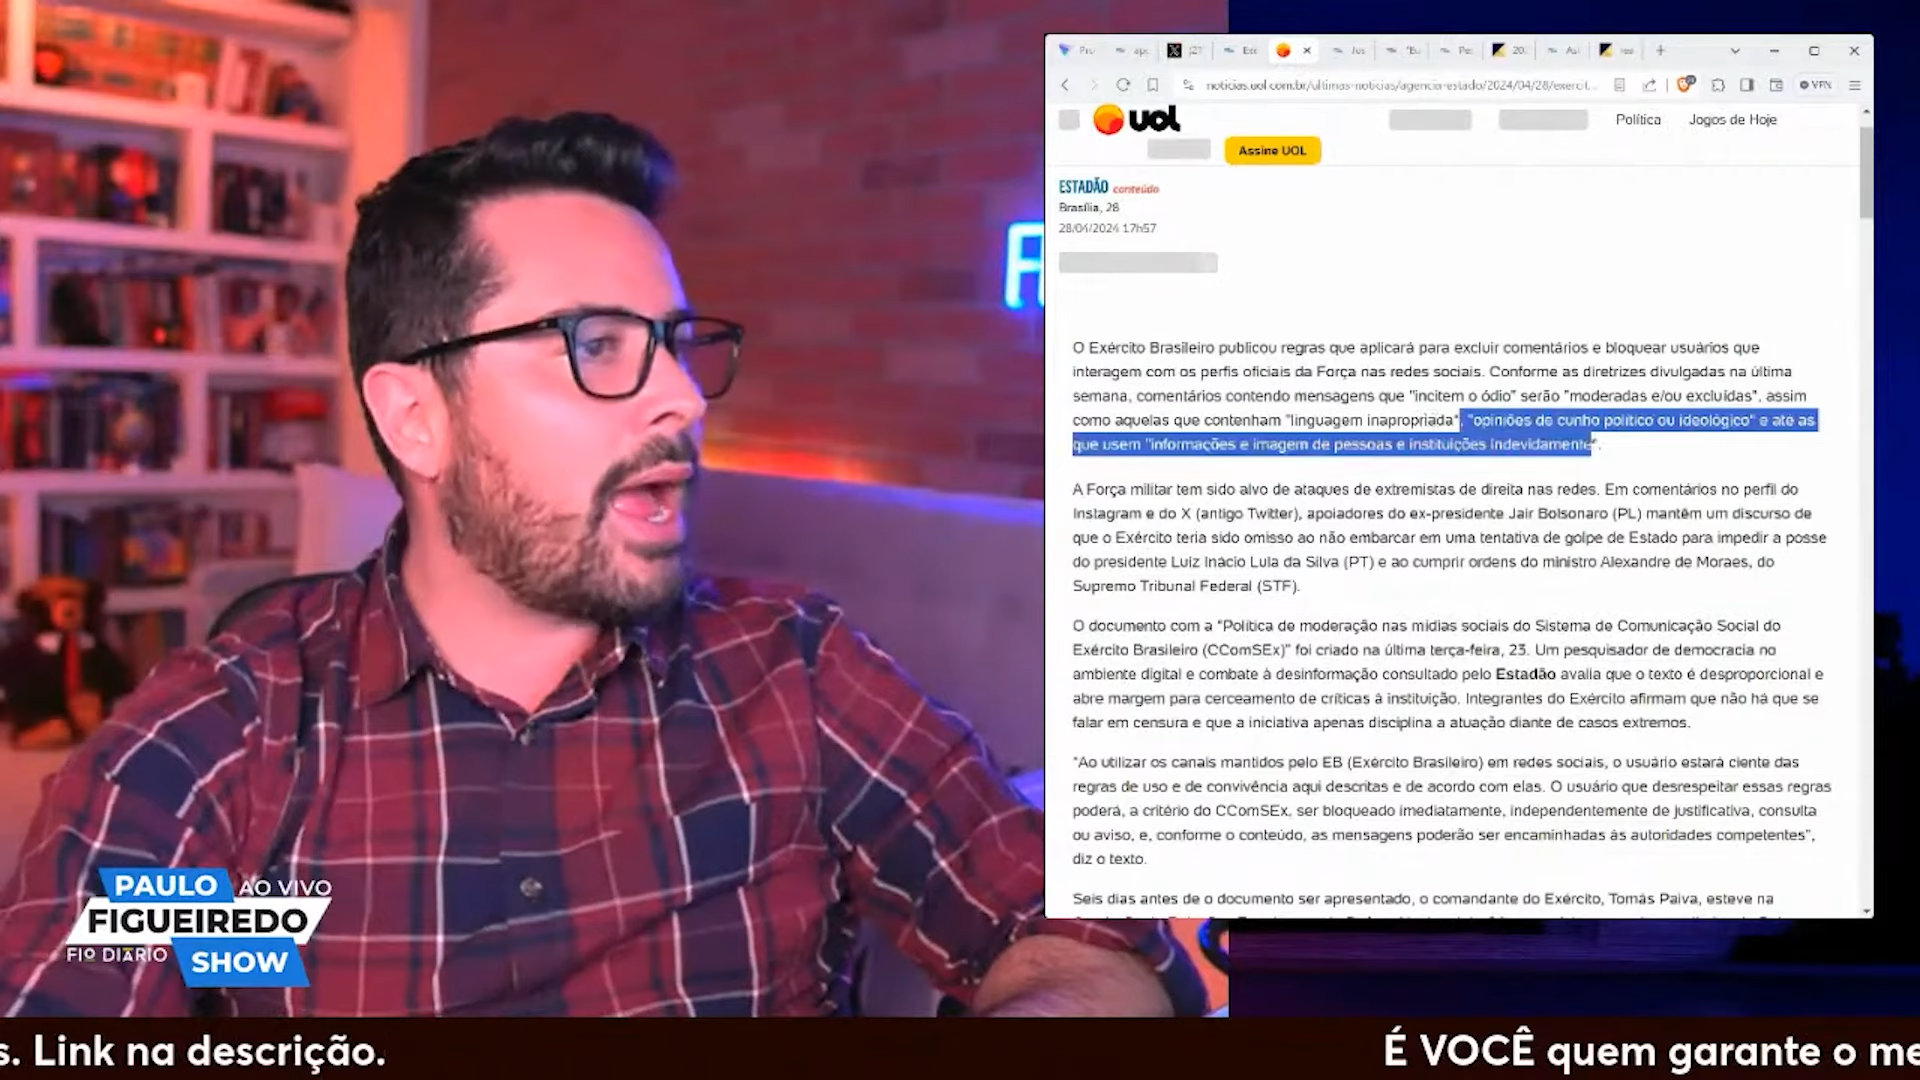 noticias.uol.com.br/ultimas-noticias/agencia-estado/2024/04/28/exercit...
VPN
uol
Política
Jogos de Hoje
Assine UOL
ESTADÃO conteúdo
Brasília, 28
28/04/2024 17h57
O Exército Brasileiro publicou regras que aplicará para excluir comentários e bloquear usuários que
interagem com os perfis oficiais da Força nas redes sociais. Conforme as diretrizes divulgadas na última
semana, comentários contendo mensagens que "incitem o ódio" serão "moderadas e/ou excluídas", assim
como aquelas que contenham "linguagem inapropriada", "opiniões de cunho político ou ideológico" e até as
que usem "informações e imagem de pessoas e instituições indevidamente".
A Força militar tem sido alvo de ataques de extremistas de direita nas redes. Em comentários no perfil do
Instagram e do X (antigo Twitter), apoiadores do ex-presidente Jair Bolsonaro (PL) mantêm um discurso de
que o Exército teria sido omisso ao não embarcar em uma tentativa de golpe de Estado para impedir a posse
do presidente Luiz Inácio Lula da Silva (PT) e ao cumprir ordens do ministro Alexandre de Moraes, do
Supremo Tribunal Federal (STF).
O documento com a "Política de moderação nas mídias sociais do Sistema de Comunicação Social do
Exército Brasileiro (CComSEx)" foi criado na última terça-feira, 23. Um pesquisador de democracia no
ambiente digital e combate à desinformação consultado pelo Estadão avalia que o texto é desproporcional e
abre margem para cerceamento de críticas à instituição. Integrantes do Exército afirmam que não há que se
falar em censura e que a iniciativa apenas disciplina a atuação diante de casos extremos.
"Ao utilizar os canais mantidos pelo EB (Exército Brasileiro) em redes sociais, o usuário estará ciente das
regras de uso e de convivência aqui descritas e de acordo com elas. O usuário que desrespeitar essas regras
poderá, a critério do CComSEx, ser bloqueado imediatamente, independentemente de justificativa, consulta
ou aviso, e, conforme o conteúdo, as mensagens poderão ser encaminhadas às autoridades competentes",
diz o texto.
Seis dias antes de o documento ser apresentado, o comandante do Exército, Tomás Paiva, esteve na
PAULO AO VIVO
FIGUEIREDO
FIO DIÁRIO SHOW
s. Link na descrição.
É VOCÊ quem garante o me